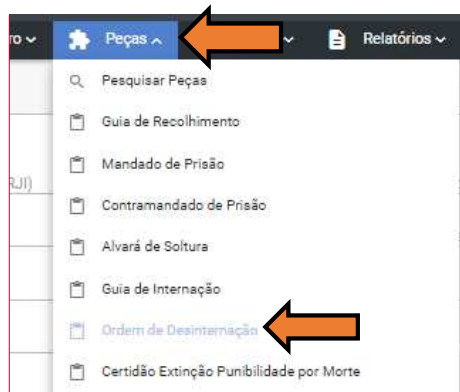 ro
Peças
Relatórios
Pesquisar Peças
Guia de Recolhimento
RJI)
Mandado de Prisão
Contramandado de Prisão
Alvará de Soltura
Guia de Internação
Ordem de Desinternação
Certidão Extinção Punibilidade por Morte